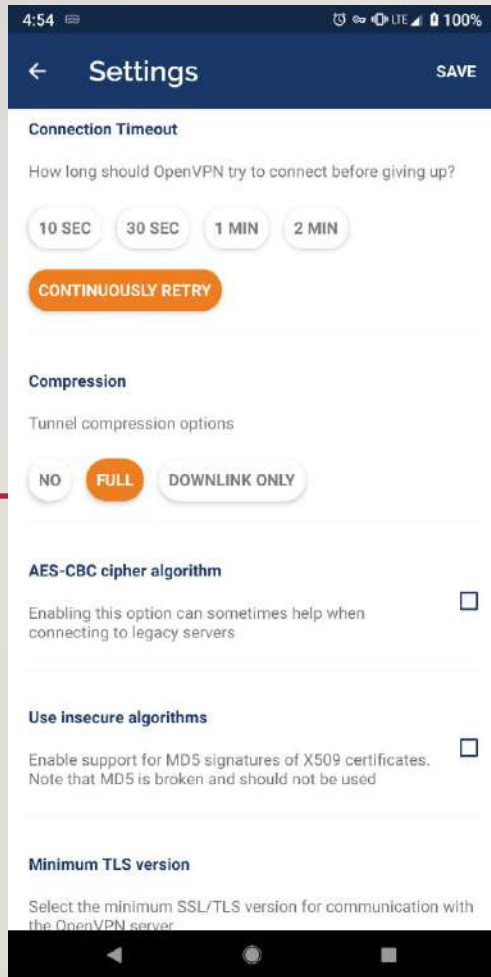 4:54 LTE 100%
Settings SAVE
Connection Timeout
How long should OpenVPN try to connect before giving up?
10 SEC 30 SEC 1 MIN 2 MIN
CONTINUOUSLY RETRY
Compression
Tunnel compression options
NO FULL DOWNLINK ONLY
AES-CBC cipher algorithm
Enabling this option can sometimes help when
connecting to legacy servers
Use insecure algorithms
Enable support for MD5 signatures of X509 certificates.
Note that MD5 is broken and should not be used
Minimum TLS version
Select the minimum SSL/TLS version for communication with
the OpenVPN server